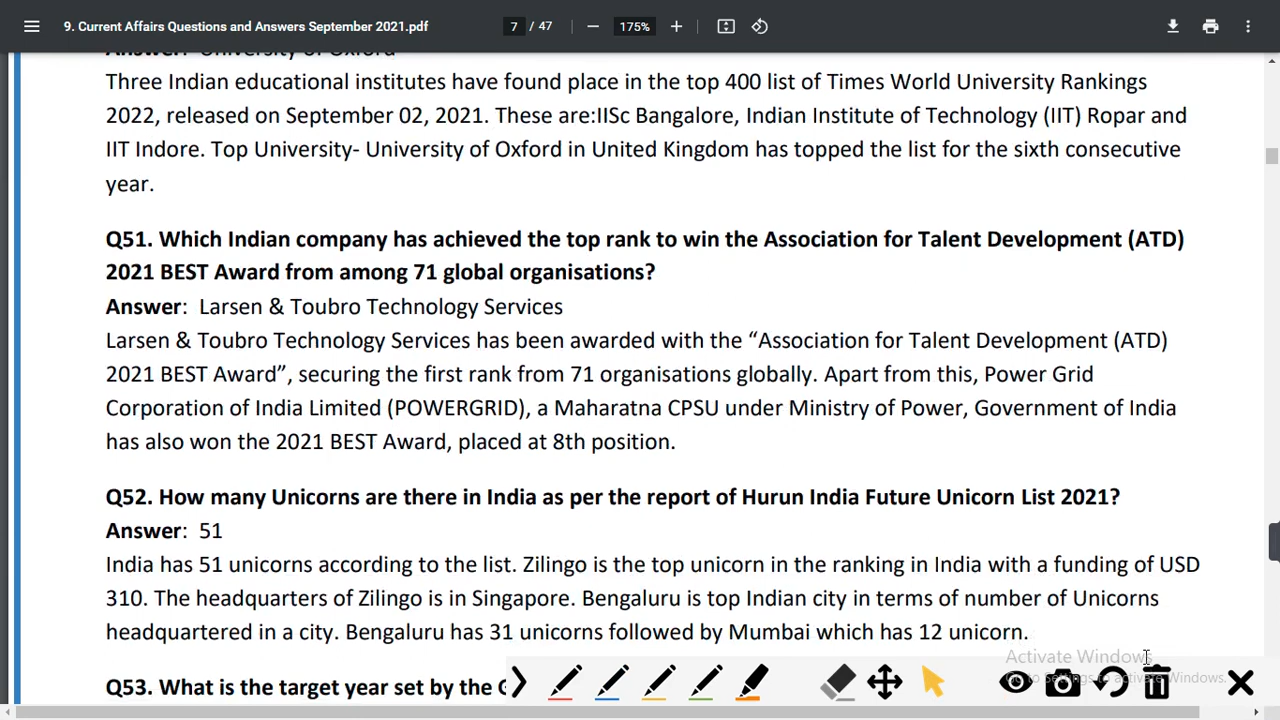 9. Current Affairs Questions and Answers September 2021.pdf
7 / 47
175%
Answer: University of Oxford
Three Indian educational institutes have found place in the top 400 list of Times World University Rankings
2022, released on September 02, 2021. These are:IISc Bangalore, Indian Institute of Technology (IIT) Ropar and
IIT Indore. Top University- University of Oxford in United Kingdom has topped the list for the sixth consecutive
year.
Q51. Which Indian company has achieved the top rank to win the Association for Talent Development (ATD)
2021 BEST Award from among 71 global organisations?
Answer: Larsen & Toubro Technology Services
Larsen & Toubro Technology Services has been awarded with the “Association for Talent Development (ATD)
2021 BEST Award”, securing the first rank from 71 organisations globally. Apart from this, Power Grid
Corporation of India Limited (POWERGRID), a Maharatna CPSU under Ministry of Power, Government of India
has also won the 2021 BEST Award, placed at 8th position.
Q52. How many Unicorns are there in India as per the report of Hurun India Future Unicorn List 2021?
Answer: 51
India has 51 unicorns according to the list. Zilingo is the top unicorn in the ranking in India with a funding of USD
310. The headquarters of Zilingo is in Singapore. Bengaluru is top Indian city in terms of number of Unicorns
headquartered in a city. Bengaluru has 31 unicorns followed by Mumbai which has 12 unicorn.
Activate Windows
Go to Settings to activate Windows.
Q53. What is the target year set by the